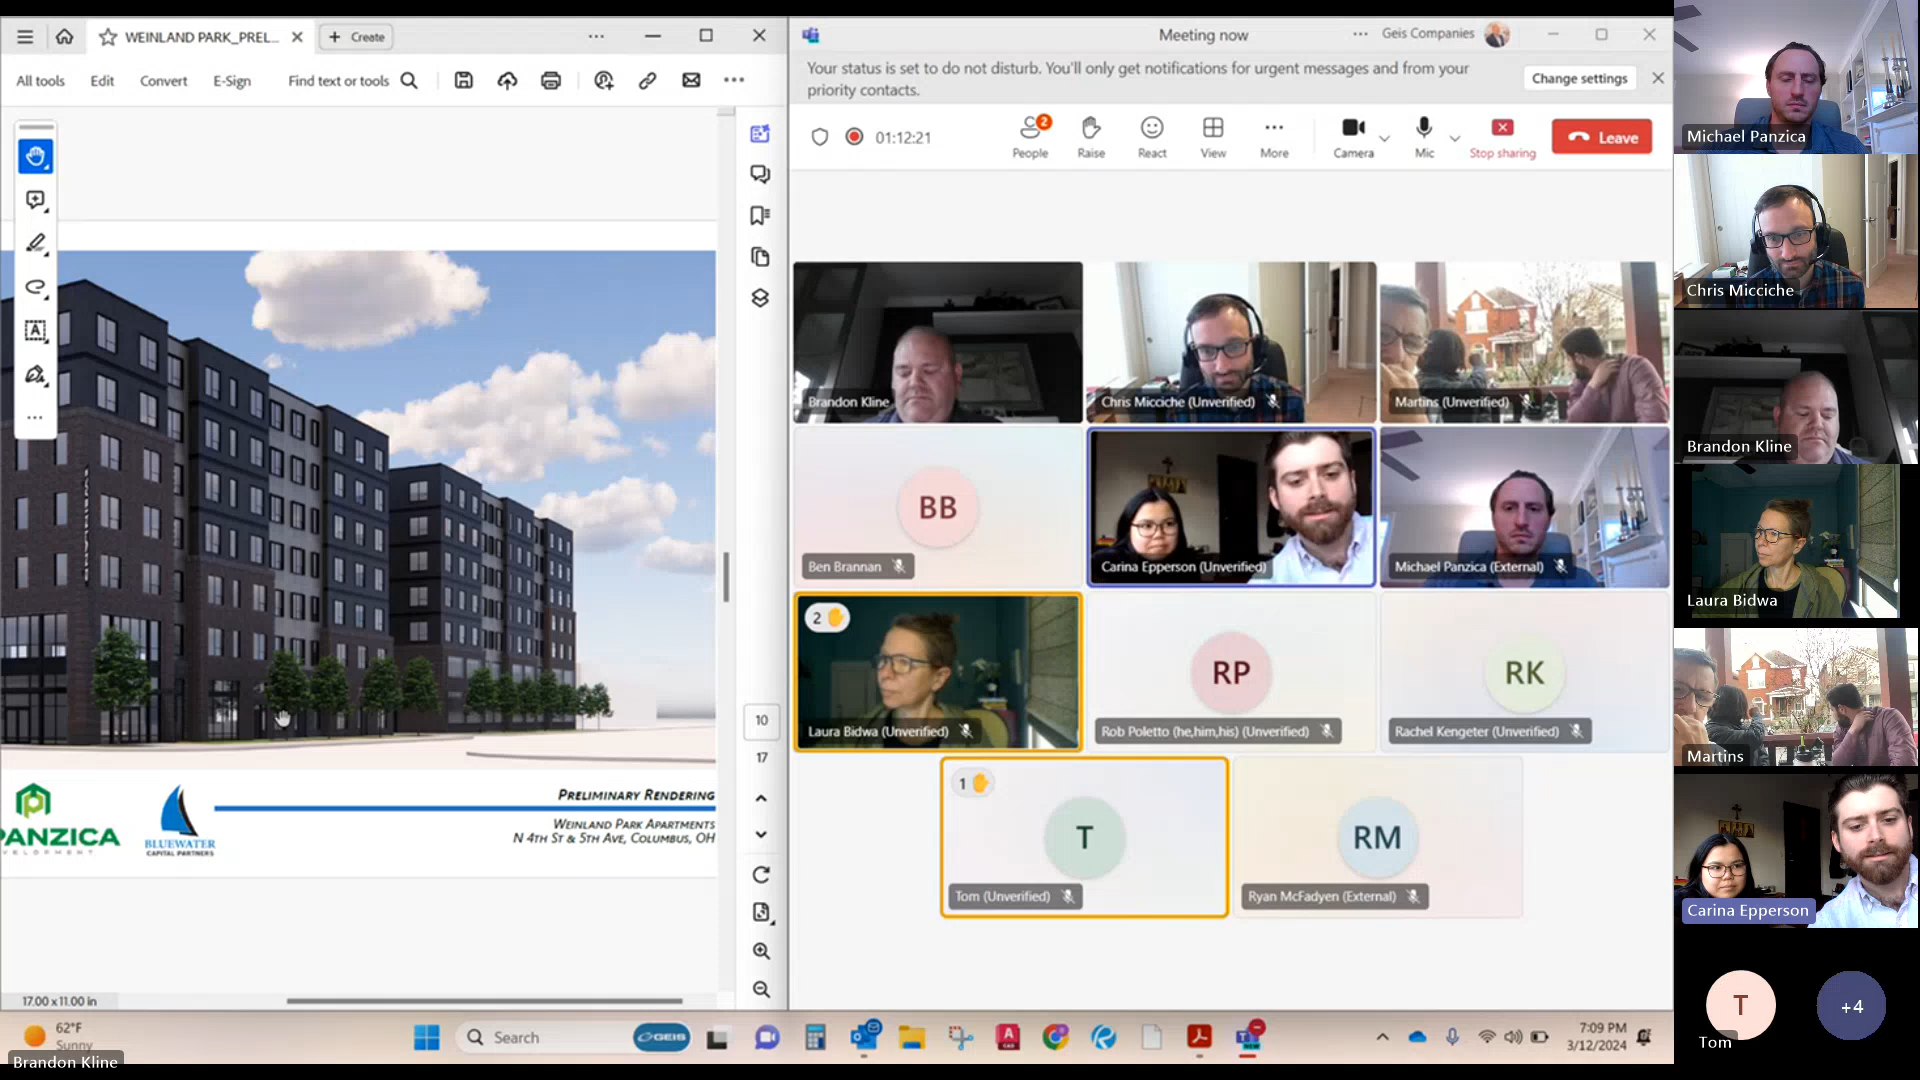 WEINLAND PARK_PREL...
Create
All tools
Edit
Convert
E-Sign
Find text or tools
10
17
PANZICA
BLUEWATER
CAPITAL PARTNERS
PRELIMINARY RENDERING
WEINLAND PARK APARTMENTS
N 4TH ST & 5TH AVE, COLUMBUS, OH
17.00 x 11.00 in
Meeting now
Geis Companies
Your status is set to do not disturb. You'll only get notifications for urgent messages and from your
priority contacts.
Change settings
01:12:21
2
People
Raise
React
View
More
Camera
Mic
Stop sharing
Leave
Brandon Kline
Chris Micciche (Unverified)
Martins (Unverified)
BB
Ben Brannan
Carina Epperson (Unverified)
Michael Panzica (External)
2
Laura Bidwa (Unverified)
RP
Rob Poletto (he,him,his) (Unverified)
RK
Rachel Kengeter (Unverified)
1
T
Tom (Unverified)
RM
Ryan McFadyen (External)
Michael Panzica
Chris Micciche
Brandon Kline
Laura Bidwa
Martins
Carina Epperson
T
Tom
+4
62°F
Sunny
Search
GEIS
7:09 PM
3/12/2024
Brandon Kline